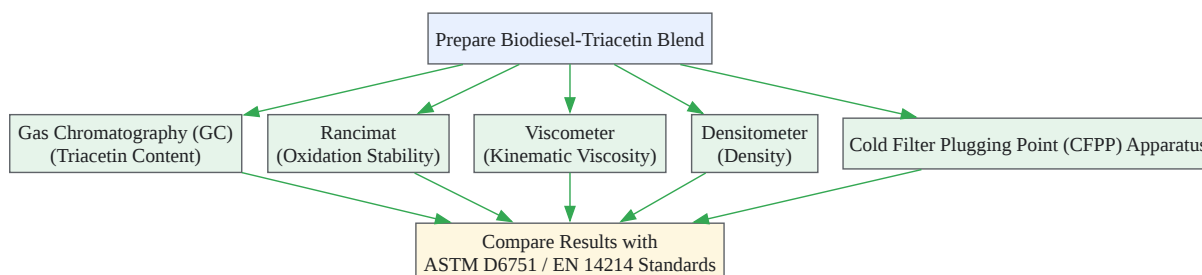 Prepare Biodiesel-Triacetin Blend
Gas Chromatography (GC)
(Triacetin Content)
Rancimat
(Oxidation Stability)
Viscometer
(Kinematic Viscosity)
Densitometer
(Density)
Cold Filter Plugging Point (CFPP) Apparatus
Compare Results with
ASTM D6751 / EN 14214 Standards